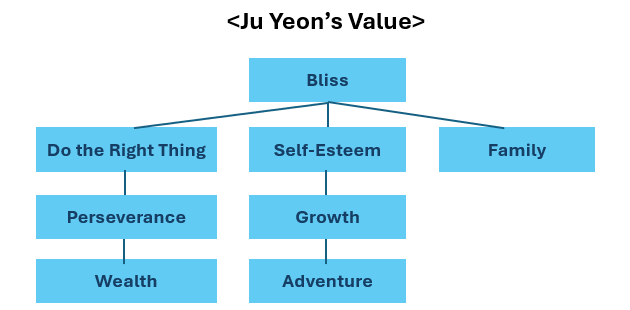 <Ju Yeon’s Value>
Bliss
Do the Right Thing
Self-Esteem
Family
Perseverance
Growth
Wealth
Adventure